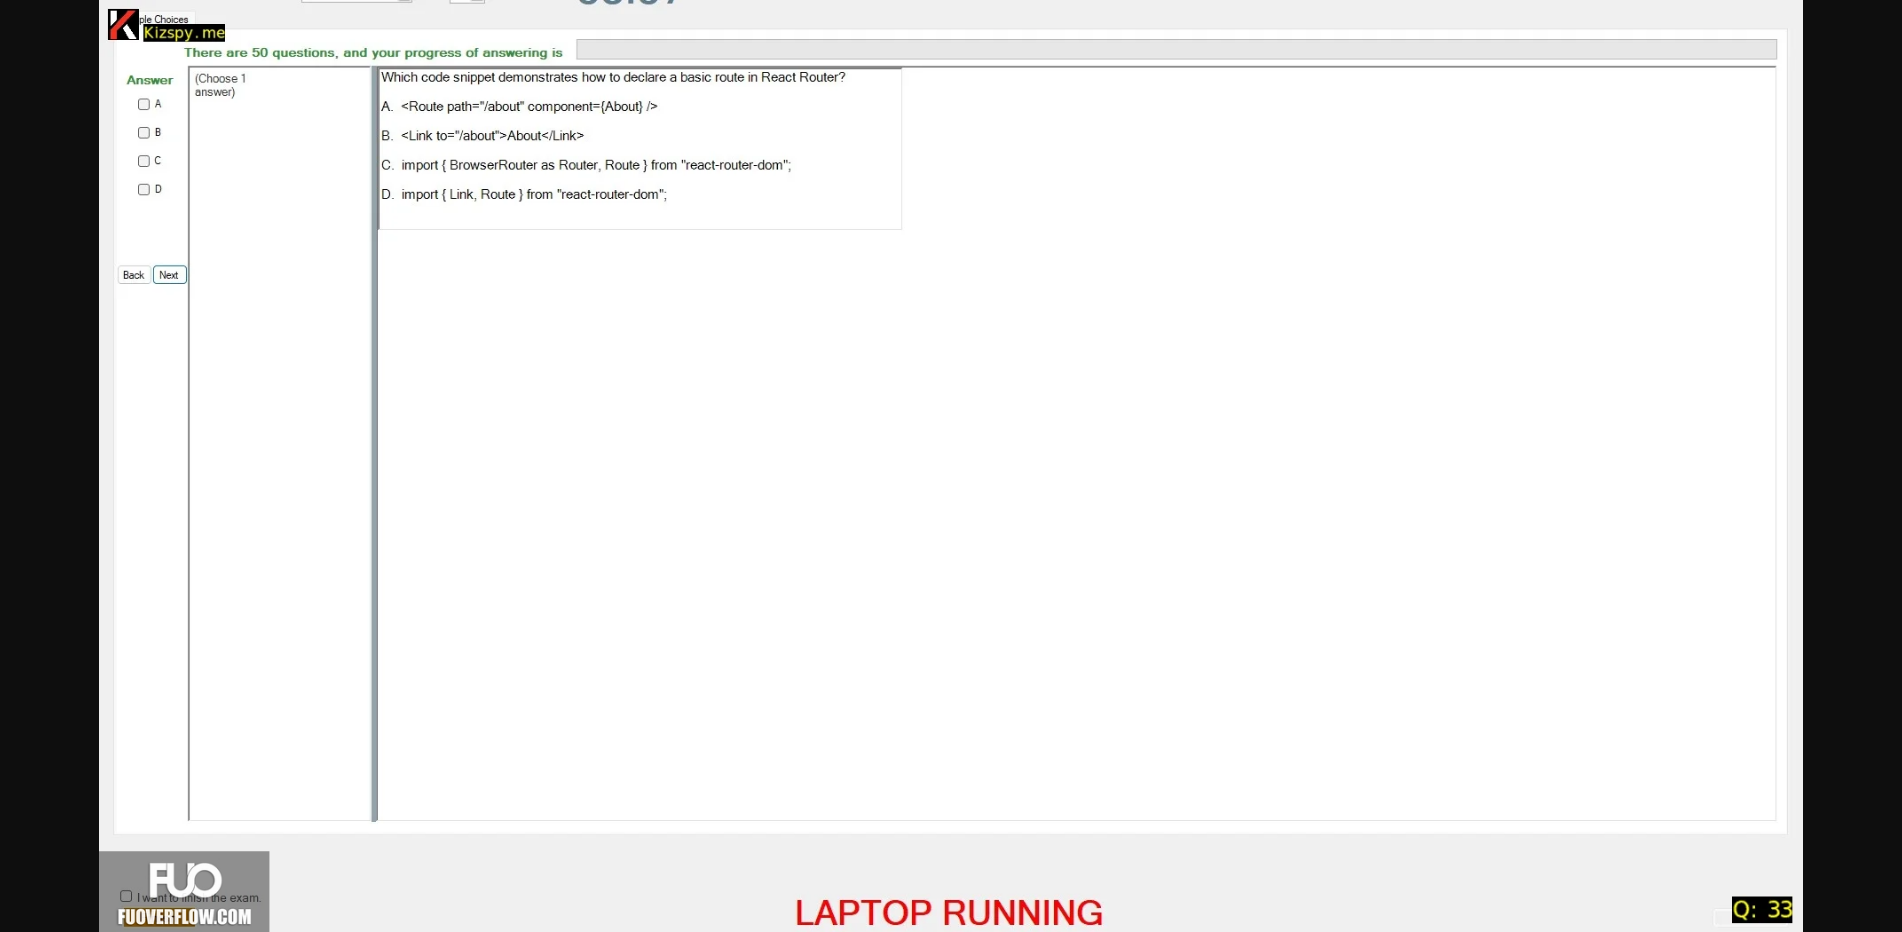 ple Choices
Kizspy.me
There are 50 questions, and your progress of answering is
Answer
(Choose 1
answer)
A
B
C
D
Back
Next
Which code snippet demonstrates how to declare a basic route in React Router?
A. <Route path="/about" component={About} />
B. <Link to="/about">About</Link>
C. import { BrowserRouter as Router, Route } from "react-router-dom";
D. import { Link, Route } from "react-router-dom";
FUO
I want to finish the exam.
FUOVERFLOW.COM
LAPTOP RUNNING
Q: 33